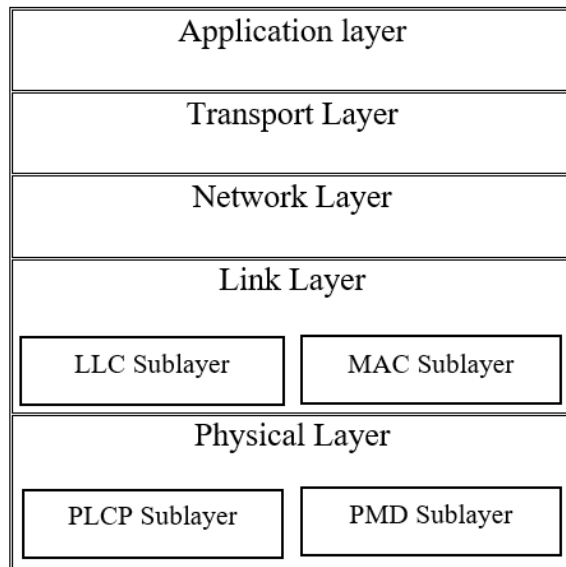 Application layer
Transport Layer
Network Layer
Link Layer
LLC Sublayer
MAC Sublayer
Physical Layer
PLCP Sublayer
PMD Sublayer